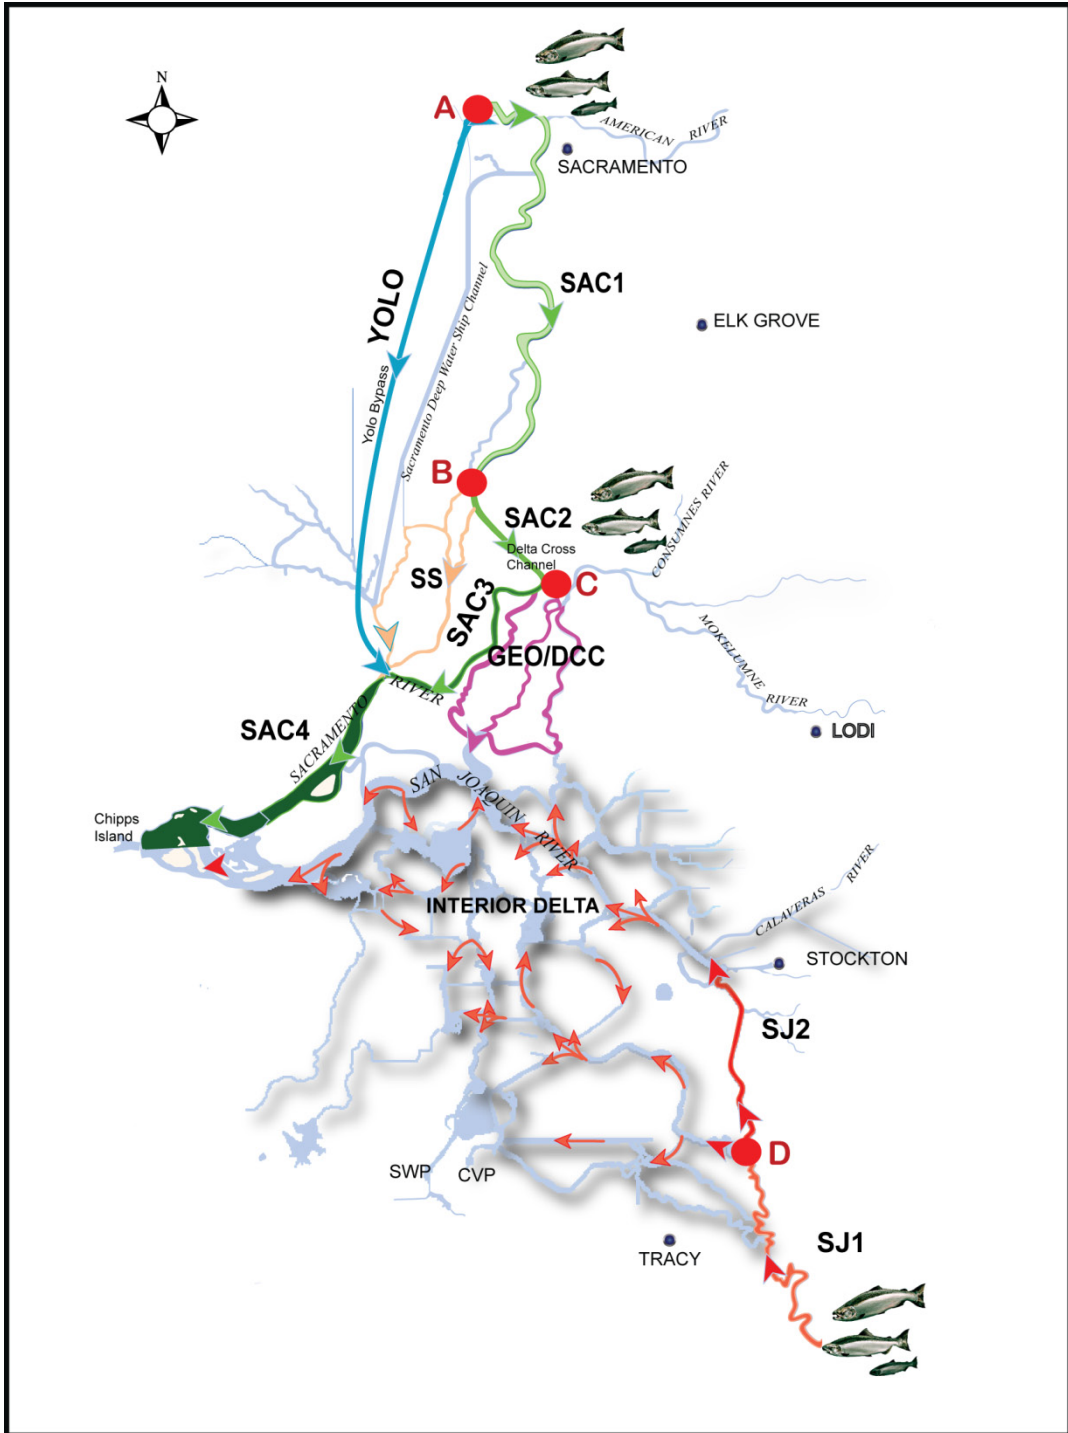 N
A
AMERICAN RIVER
SACRAMENTO
YOLO
SAC1
Sacramento Deep Water Ship Channel
ELK GROVE
Yolo Bypass
B
SAC2
CONSUMNES RIVER
Delta Cross
Channel
C
SS
SAC3
GEO/DCC
MOKELUMNE RIVER
LODI
SAC4
SACRAMENTO RIVER
SAN JOAQUIN RIVER
Chipps
Island
INTERIOR DELTA
CALAVERAS RIVER
STOCKTON
SJ2
D
SWP
CVP
SJ1
TRACY